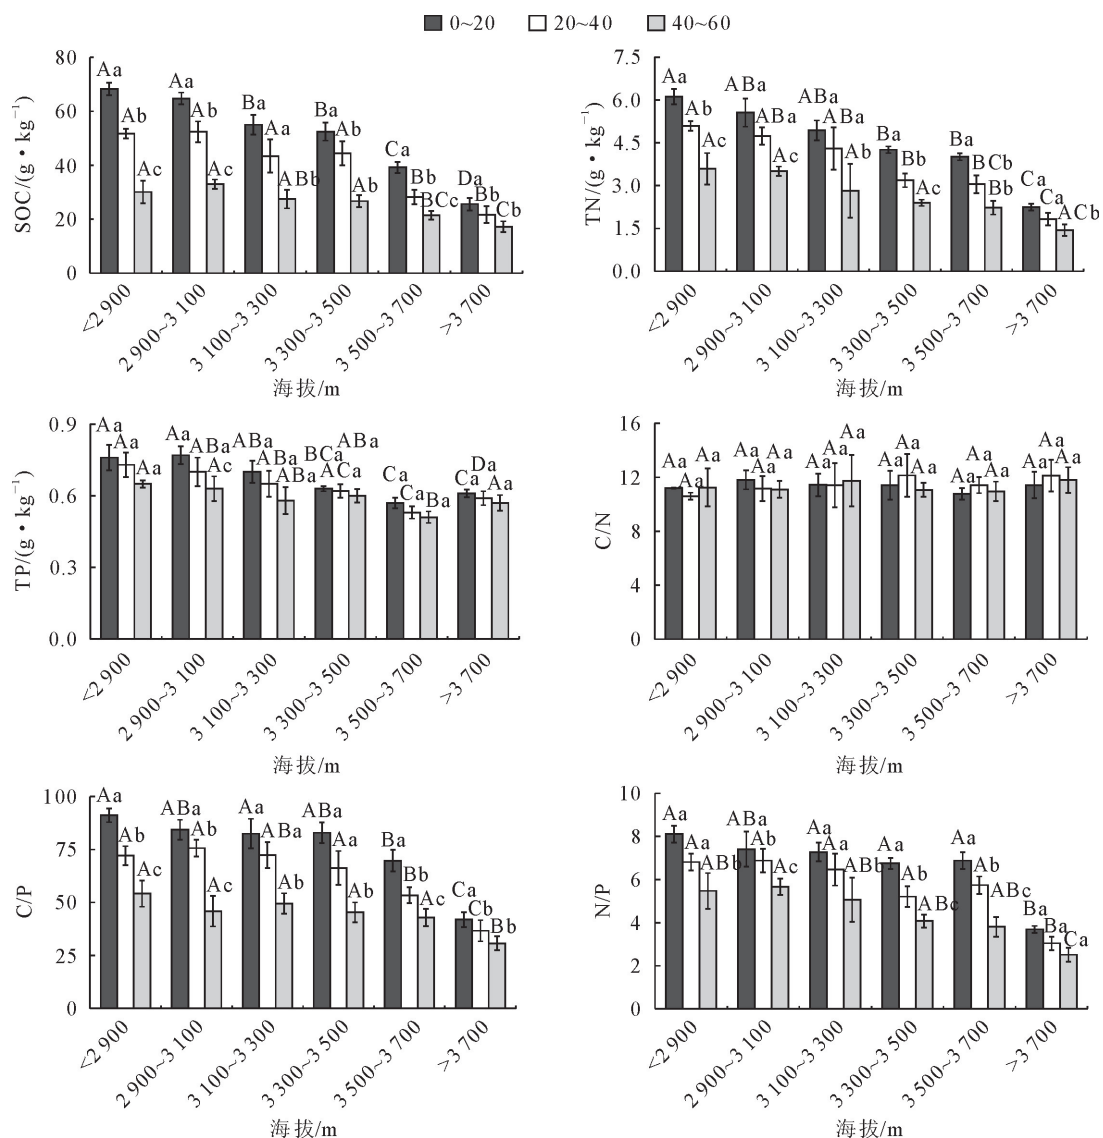 0~20 20~40 40~60
SOC/(g·kg⁻¹)
80
60
40
20
0
Aa Ab Ac
Aa Ab Ac
Ba Aa ABb
Ba Ab Ab
Ca Bb BCc
Da Bb Cb
<2 900 2 900~3 100 3 100~3 300 3 300~3 500 3 500~3 700 >3 700
海拔/m
TN/(g·kg⁻¹)
7.5
6.0
4.5
3.0
1.5
0.0
Aa Ab Ac
ABa ABa Ac
ABa ABa Ab
Ba Bb Ac
Ba BCb Bb
Ca Ca ACb
<2 900 2 900~3 100 3 100~3 300 3 300~3 500 3 500~3 700 >3 700
海拔/m
TP/(g·kg⁻¹)
0.9
0.6
0.3
0.0
Aa Aa Aa
Aa ABa Ac
ABa ABa ABa
BCa ACa ABa
Ca Ca Ba
Ca Da Aa
<2 900 2 900~3 100 3 100~3 300 3 300~3 500 3 500~3 700 >3 700
海拔/m
C/N
16
12
8
4
0
Aa Aa Aa
Aa Aa Aa
Aa Aa Aa
Aa Aa Aa
Aa Aa Aa
Aa Aa Aa
<2 900 2 900~3 100 3 100~3 300 3 300~3 500 3 500~3 700 >3 700
海拔/m
C/P
100
75
50
25
0
Aa Ab Ac
ABa Ab Ac
Aa ABa Ab
ABa Aa Ab
Ba Bb Ac
Ca Cb Bb
<2 900 2 900~3 100 3 100~3 300 3 300~3 500 3 500~3 700 >3 700
海拔/m
N/P
10
8
6
4
2
0
Aa Aa ABb
ABa Ab Ac
Aa Aa ABb
Aa Ab ABc
Aa Ab ABc
Ba Ba Ca
<2 900 2 900~3 100 3 100~3 300 3 300~3 500 3 500~3 700 >3 700
海拔/m